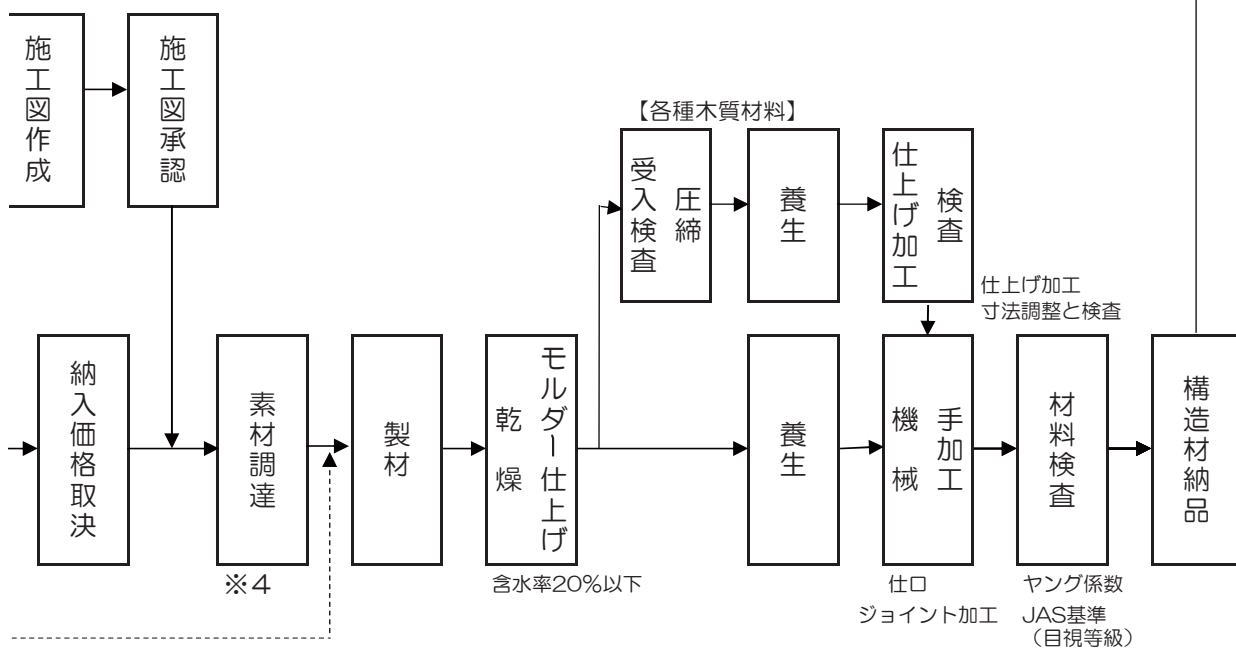 施工図作成
施工図承認
【各種木質材料】
受入検査
圧締
養生
仕上げ加工
検査
仕上げ加工
寸法調整と検査
納入価格取決
素材調達
※4
製材
モルダー仕上げ
乾燥
含水率20%以下
養生
機械
手加工
仕口
ジョイント加工
材料検査
ヤング係数
JAS基準
（目視等級）
構造材納品